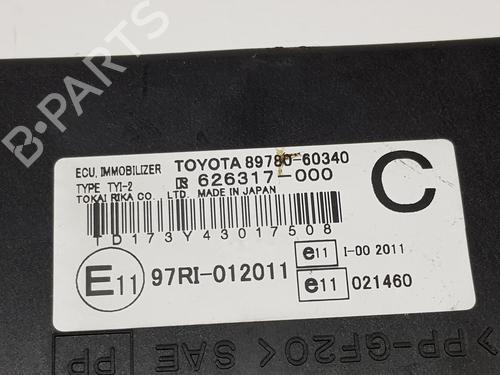 ECU, IMMOBILIZER TOYOTA 89780-60340
TYPE TYI-2 626317-000
TOKAI RIKA CO., LTD. MADE IN JAPAN
C
TD173Y43017508
E11 97RI-012011
e11 I-00 2011
e11 021460
>PP-GF20<
SAE
PP
B-PARTS